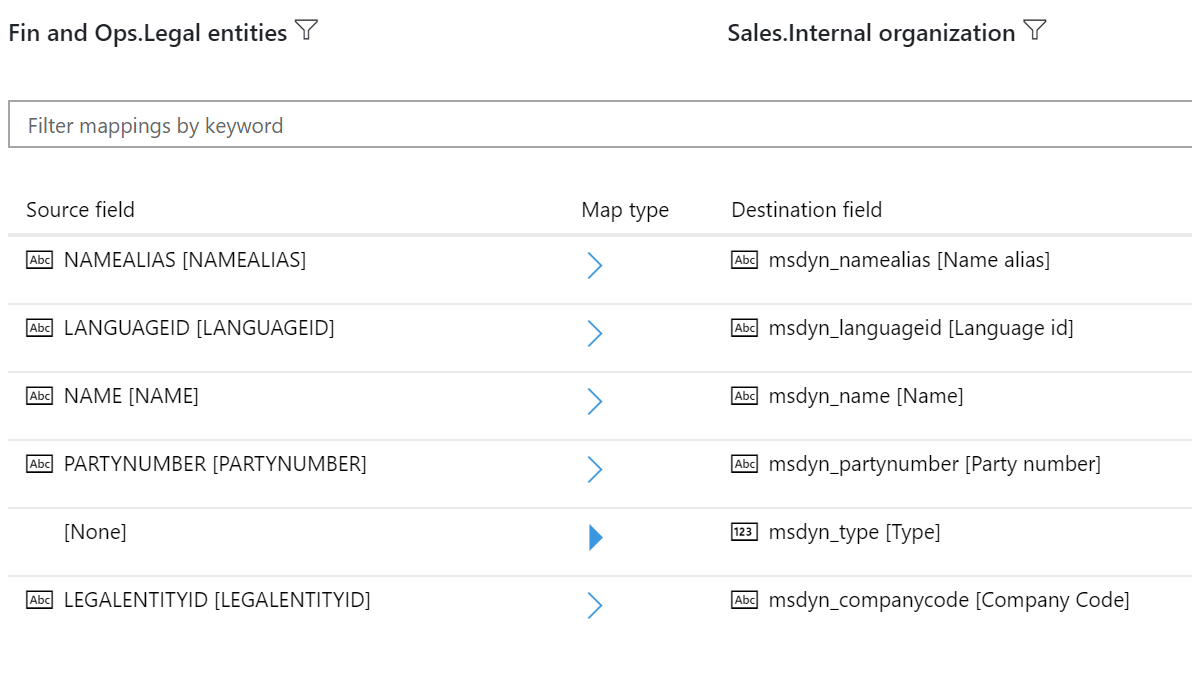 Fin and Ops.Legal entities Sales.Internal organization
Filter mappings by keyword
Source field Map type Destination field
Abc NAMEALIAS [NAMEALIAS] Abc msdyn_namealias [Name alias]
Abc LANGUAGEID [LANGUAGEID] Abc msdyn_languageid [Language id]
Abc NAME [NAME] Abc msdyn_name [Name]
Abc PARTYNUMBER [PARTYNUMBER] Abc msdyn_partynumber [Party number]
[None] 123 msdyn_type [Type]
Abc LEGALENTITYID [LEGALENTITYID] Abc msdyn_companycode [Company Code]